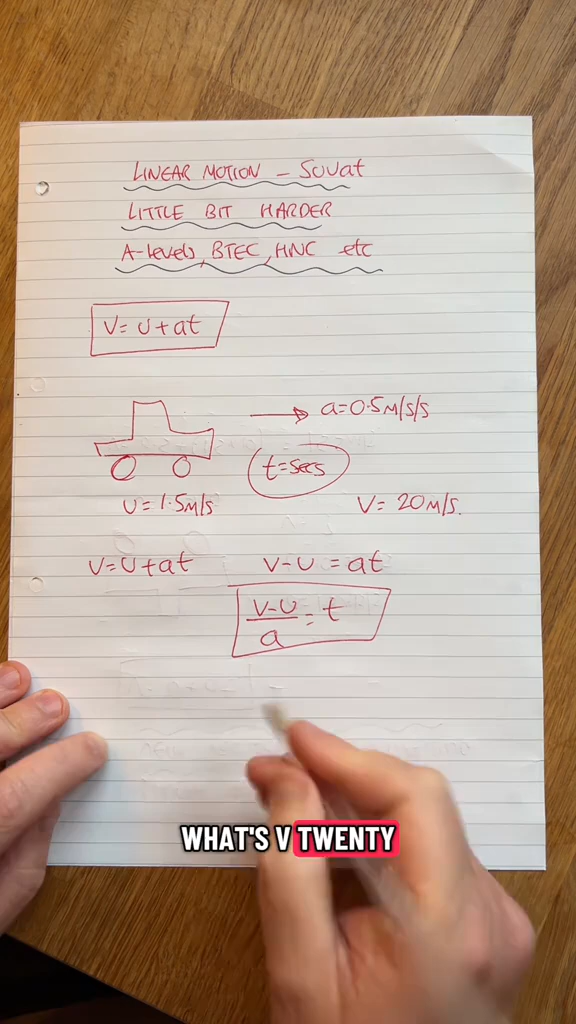 LINEAR MOTION - SUVAT
LITTLE BIT HARDER
A-levels, BTEC, HNC etc
V= U + at
a=0.5M/S/S
t=Secs
U = 1.5M/S
V= 20M/S.
V=U+at
V-U = at
V-U
a
= t
WHAT'S V TWENTY